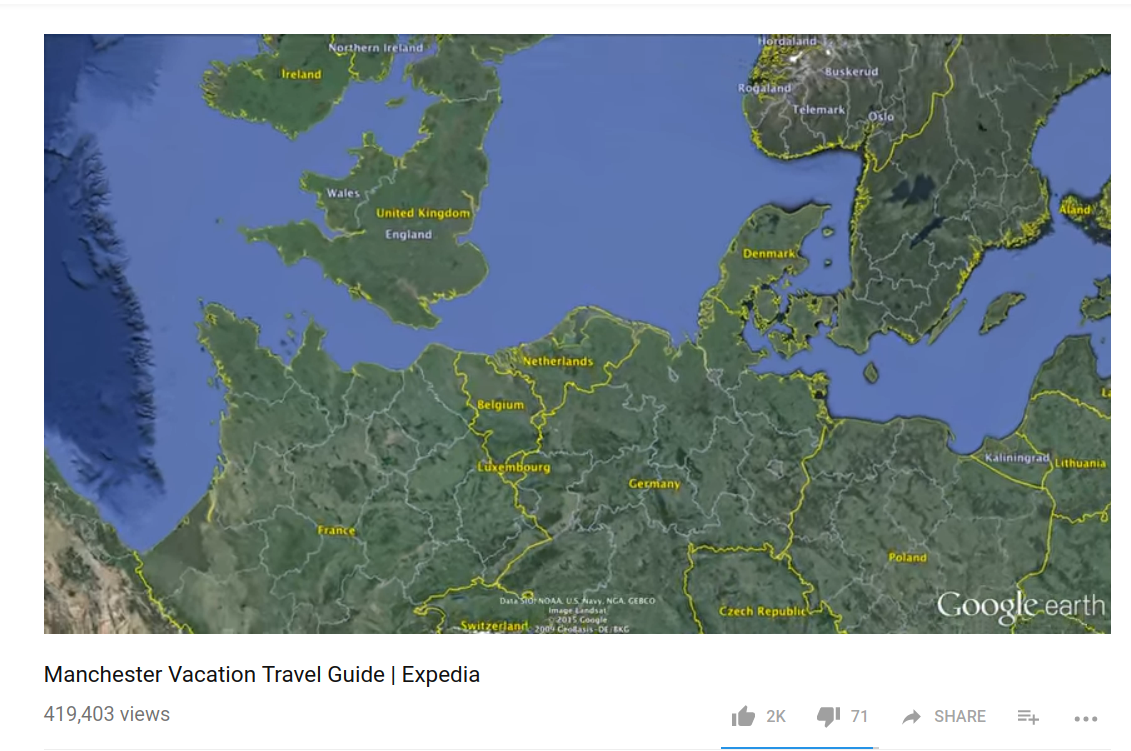 Hordaland
Northern Ireland
Ireland
Buskerud
Rogaland
Telemark
Oslo
Wales
United Kingdom
Åland
England
Denmark
Netherlands
Belgium
Kaliningrad
Lithuania
Luxembourg
Germany
France
Poland
Data SIO, NOAA, U.S. Navy, NGA, GEBCO
Image Landsat
©2015 Google
2009 GeoBasis-DE/BKG
Google earth
Czech Republic
Switzerland
Manchester Vacation Travel Guide | Expedia
419,403 views
2K 71 SHARE